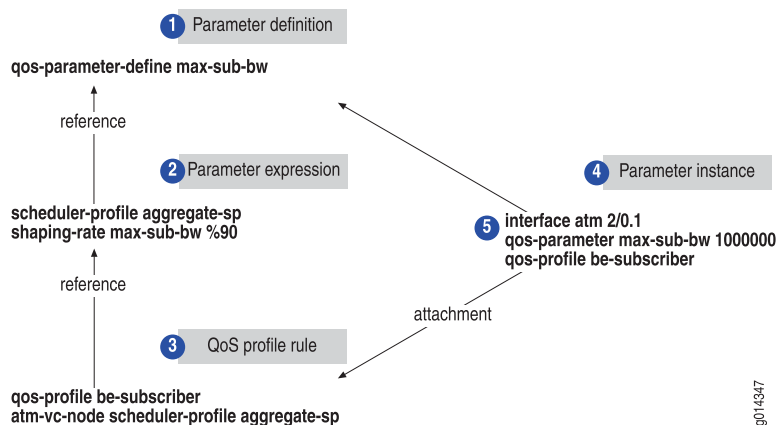 1 Parameter definition
qos-parameter-define max-sub-bw
reference
2 Parameter expression
scheduler-profile aggregate-sp
shaping-rate max-sub-bw %90
reference
3 QoS profile rule
qos-profile be-subscriber
atm-vc-node scheduler-profile aggregate-sp
4 Parameter instance
5 interface atm 2/0.1
qos-parameter max-sub-bw 1000000
qos-profile be-subscriber
attachment
g014347